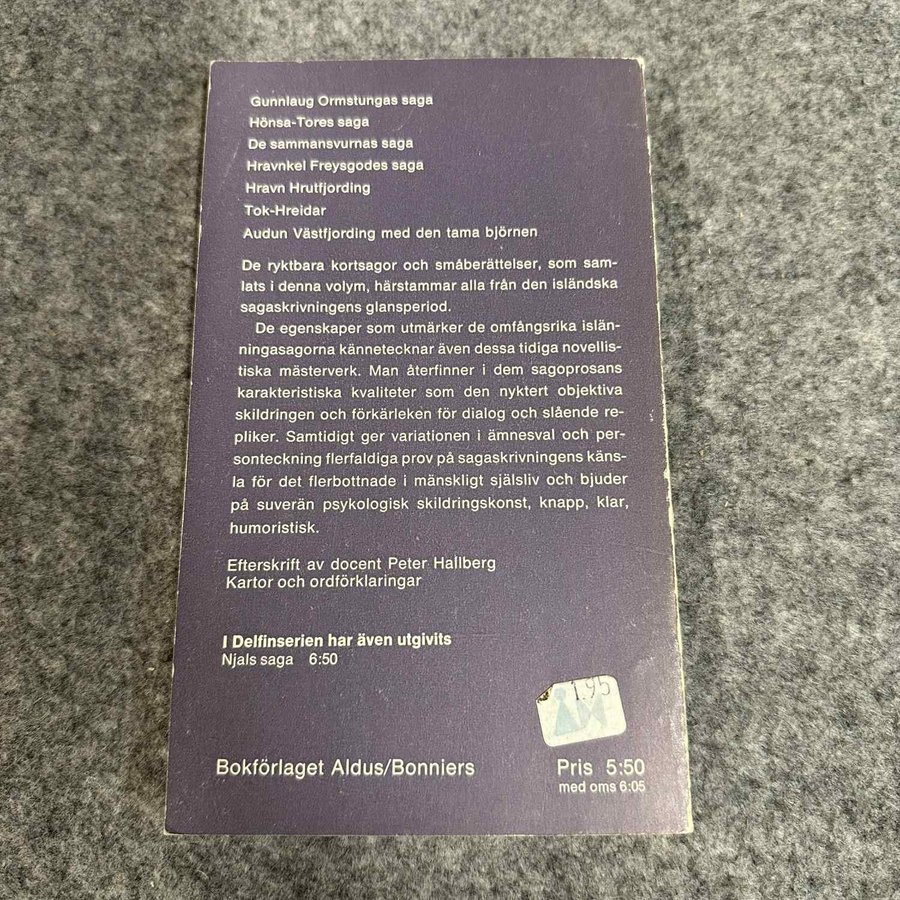 Gunnlaug Ormstungas saga
Hönsa-Tores saga
De sammansvurnas saga
Hravnkel Freysgodes saga
Hravn Hrutfjording
Tok-Hreidar
Audun Västfjording med den tama björnen
De ryktbara kortsagor och småberättelser, som sam-
lats i denna volym, härstammar alla från den isländska
sagaskrivningens glansperiod.
De egenskaper som utmärker de omfångsrika islän-
ningasagorna kännetecknar även dessa tidiga novellis-
tiska mästerverk. Man återfinner i dem sagoprosans
karakteristiska kvaliteter som den nyktert objektiva
skildringen och förkärleken för dialog och slående re-
pliker. Samtidigt ger variationen i ämnesval och per-
sonteckning flerfaldiga prov på sagaskrivningens käns-
la för det flerbottnade i mänskligt själsliv och bjuder
på suverän psykologisk skildringskonst, knapp, klar,
humoristisk.
Efterskrift av docent Peter Hallberg
Kartor och ordförklaringar
I Delfinserien har även utgivits
Njals saga 6:50
1.95
Bokförlaget Aldus/Bonniers
Pris 5:50
med oms 6:05